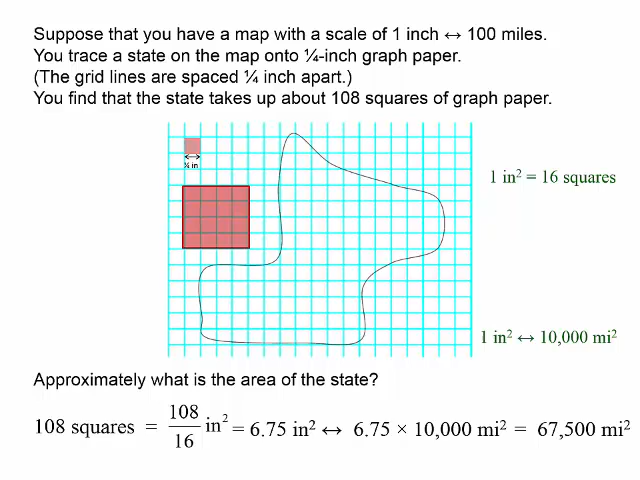 Suppose that you have a map with a scale of 1 inch ↔ 100 miles.
You trace a state on the map onto ¼-inch graph paper.
(The grid lines are spaced ¼ inch apart.)
You find that the state takes up about 108 squares of graph paper.
¼ in
1 in² = 16 squares
1 in² ↔ 10,000 mi²
Approximately what is the area of the state?
108 squares = 108/16 in² = 6.75 in² ↔ 6.75 × 10,000 mi² = 67,500 mi²